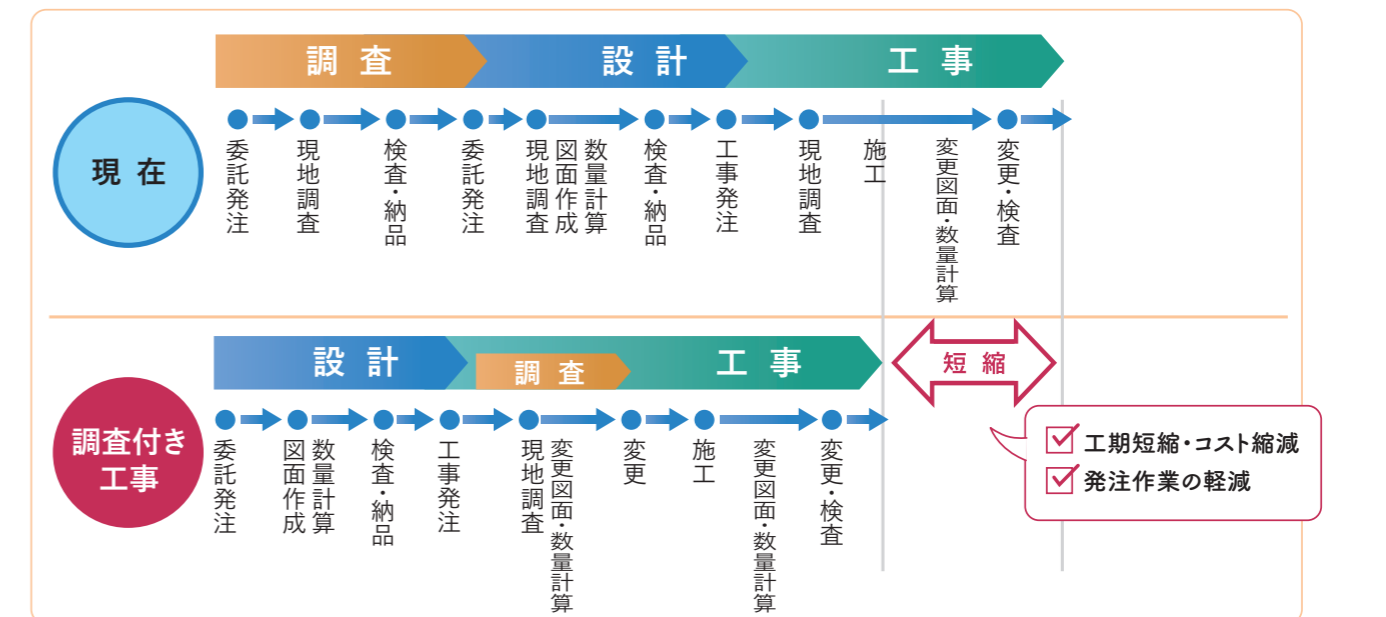 調査
設計
工事
現在
委託発注
現地調査
検査・納品
委託発注
現地調査
図面作成
数量計算
検査・納品
工事発注
現地調査
施工
変更図面・数量計算
変更・検査
設計
調査
工事
短縮
調査付き
工事
委託発注
図面作成
数量計算
検査・納品
工事発注
現地調査
変更図面・数量計算
変更
施工
変更図面・数量計算
変更・検査
工期短縮・コスト縮減
発注作業の軽減